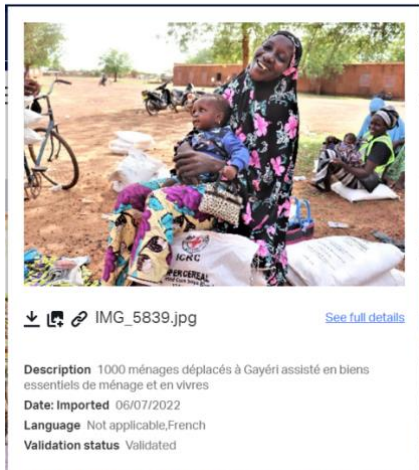 ICRC
PER CEREAL
IMG_5839.jpg
See full details
Description 1000 ménages déplacés à Gayéri assisté en biens
essentiels de ménage et en vivres
Date: Imported 06/07/2022
Language Not applicable,French
Validation status Validated